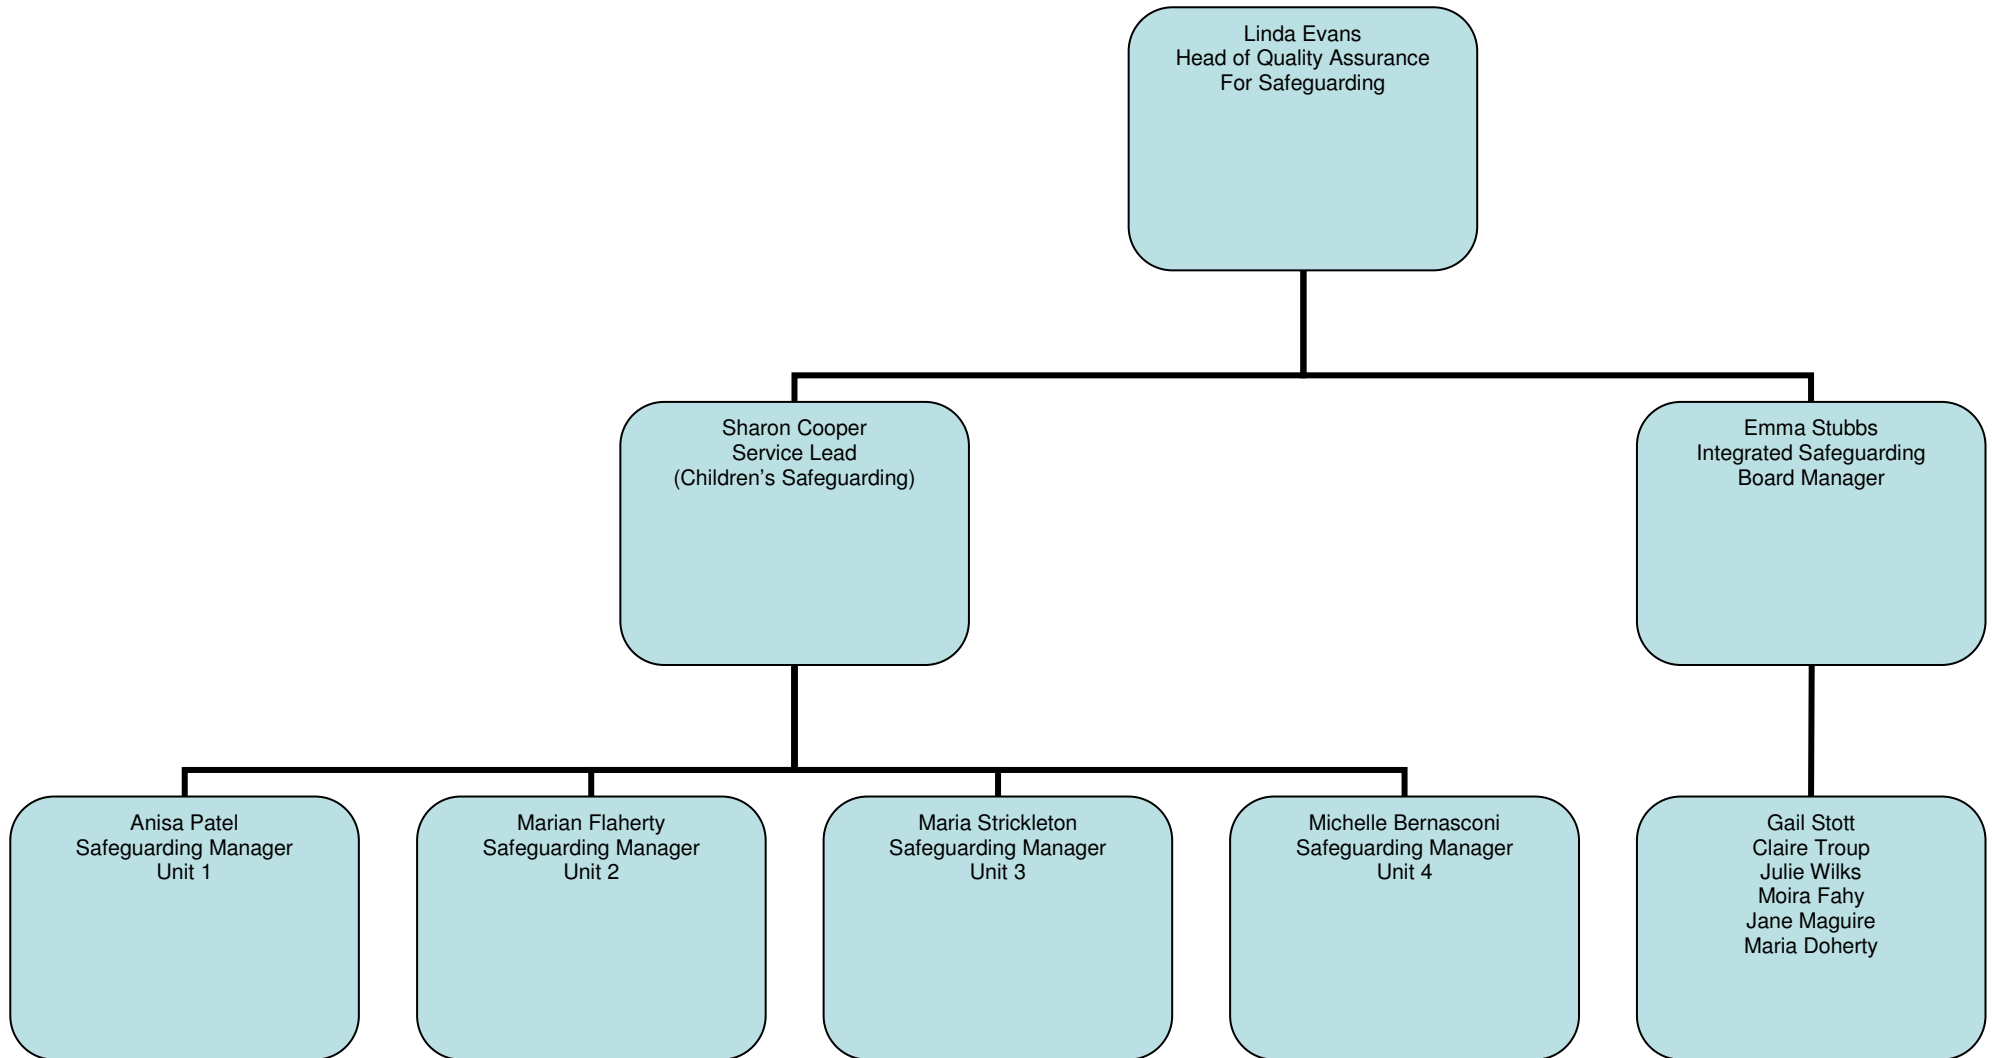 Linda Evans
Head of Quality Assurance
For Safeguarding
Sharon Cooper
Service Lead
(Children’s Safeguarding)
Emma Stubbs
Integrated Safeguarding
Board Manager
Anisa Patel
Safeguarding Manager
Unit 1
Marian Flaherty
Safeguarding Manager
Unit 2
Maria Strickleton
Safeguarding Manager
Unit 3
Michelle Bernasconi
Safeguarding Manager
Unit 4
Gail Stott
Claire Troup
Julie Wilks
Moira Fahy
Jane Maguire
Maria Doherty